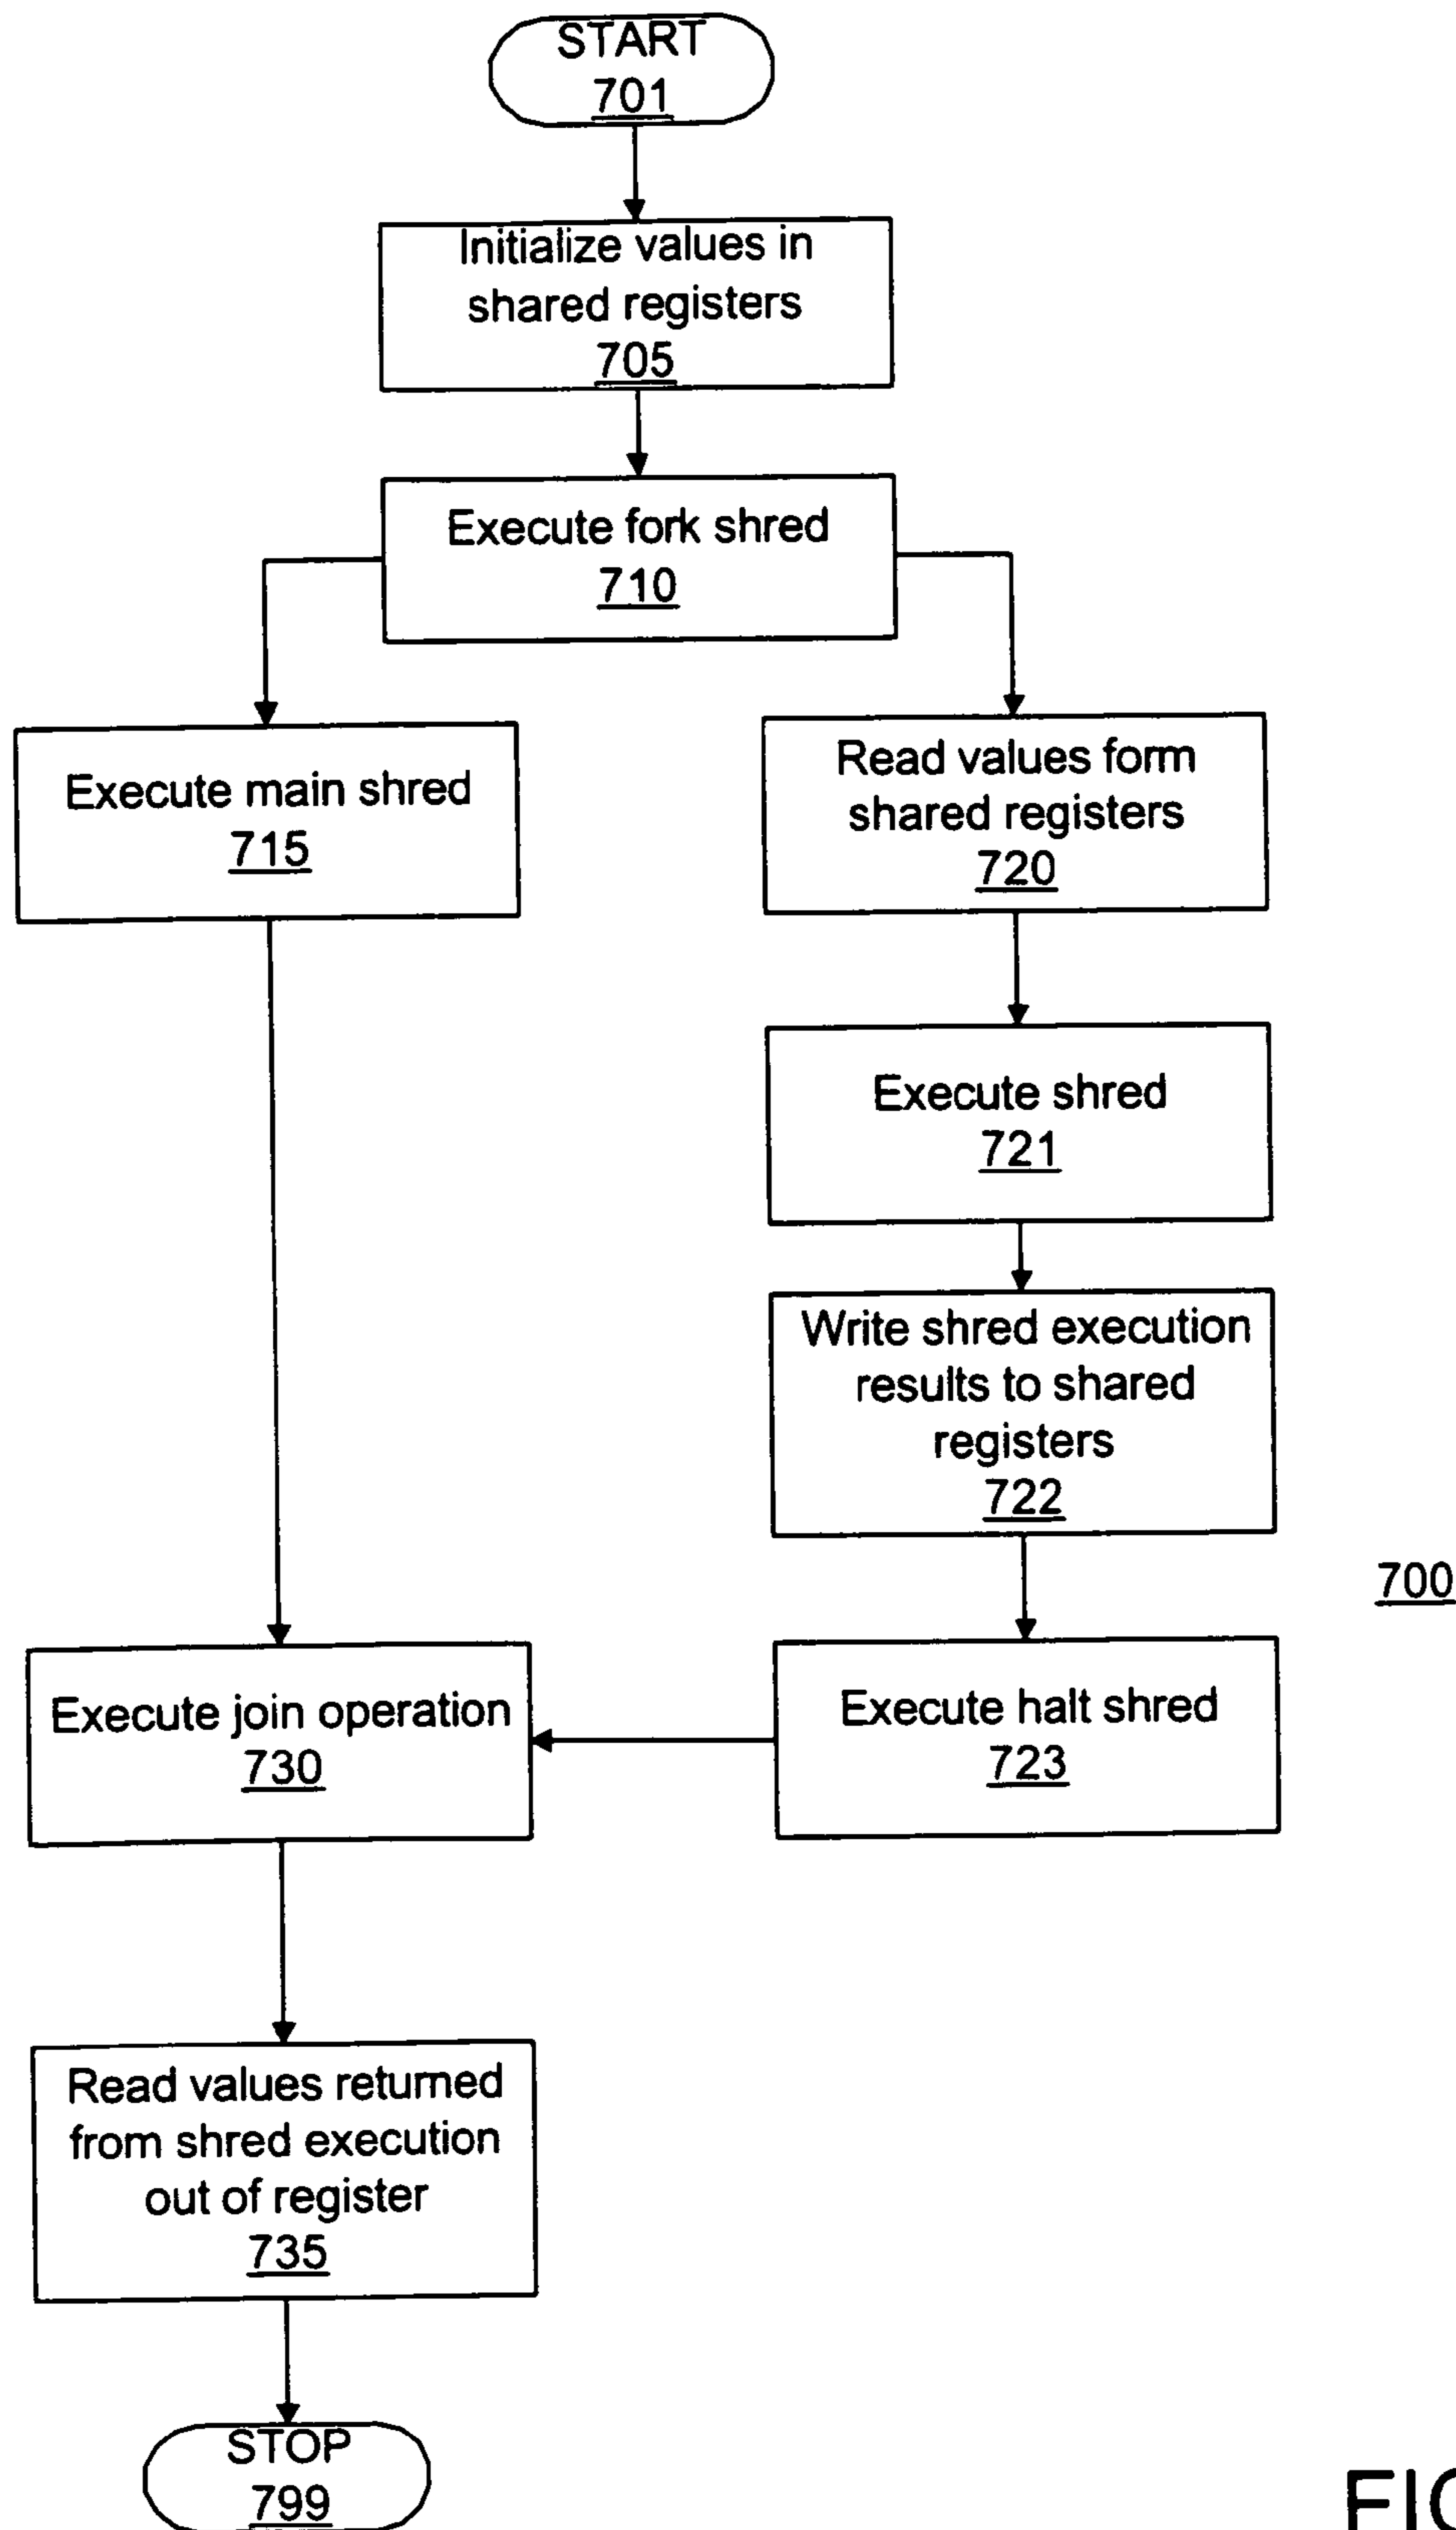 START
701
Initialize values in
shared registers
705
Execute fork shred
710
Execute main shred
715
Read values form
shared registers
720
Execute shred
721
Write shred execution
results to shared
registers
722
700
Execute join operation
730
Execute halt shred
723
Read values returned
from shred execution
out of register
735
STOP
799